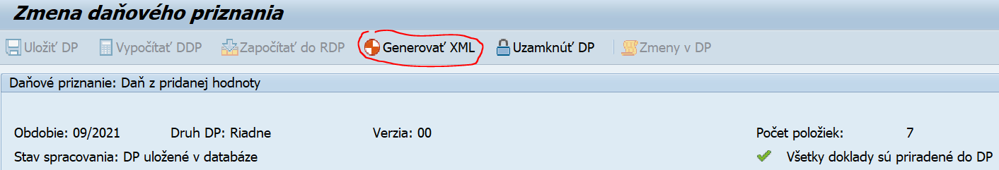 Zmena daňového priznania
Uložiť DP Vypočítať DDP Započítať do RDP Generovať XML Uzamknúť DP Zmeny v DP
Daňové priznanie: Daň z pridanej hodnoty
Obdobie: 09/2021 Druh DP: Riadne Verzia: 00 Počet položiek: 7
Stav spracovania: DP uložené v databáze Všetky doklady sú priradené do DP